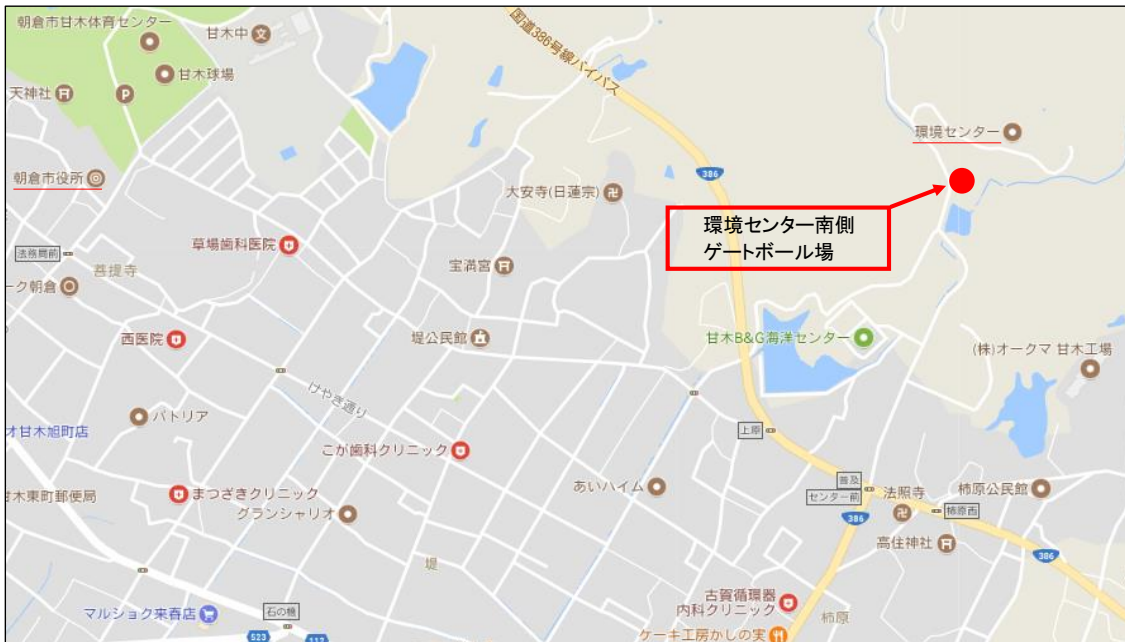 朝倉市甘木体育センター
甘木中
国道386号線バイパス
甘木球場
天神社
P
環境センター
朝倉市役所
386
大安寺(日蓮宗)
環境センター南側
ゲートボール場
草場歯科医院
法務局前
菩提寺
宝満宮
ーク朝倉
西医院
堤公民館
甘木B&G海洋センター
(株)オークマ 甘木工場
けやき通り
パトリア
オ甘木旭町店
上原
こが歯科クリニック
普及
センター前
あいハイム
法照寺
柿原公民館
甘木東町郵便局
まつざきクリニック
グランシャリオ
柿原西
386
高住神社
386
堤
古賀循環器
内科クリニック
柿原
マルショク来春店
石の橋
ケーキ工房かしの実
523
112